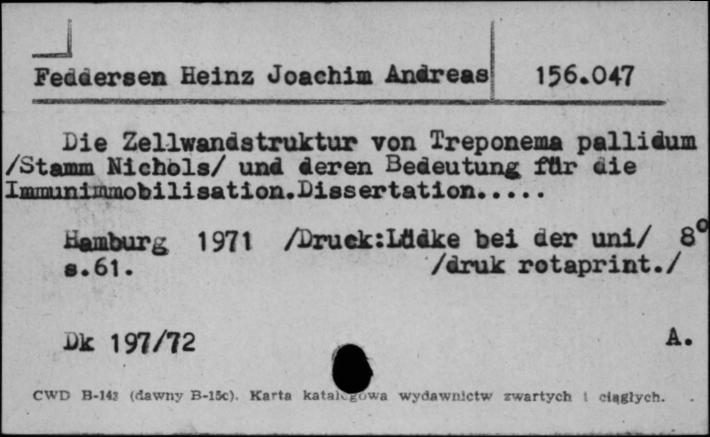 Feddersen Heinz Joachim Andreas 156.047
Die Zellwandstruktur von Treponema pallidum
/Stamm Nichols/ und deren Bedeutung für die
Immunimmobilisation.Dissertation.....
Hamburg 1971 /Druck:Lüdke bei der uni/ 8°
s.61. /druk rotaprint./
Dk 197/72 A.
CWD B-143 (dawny B-15c). Karta katalogowa wydawnictw zwartych i ciągłych.